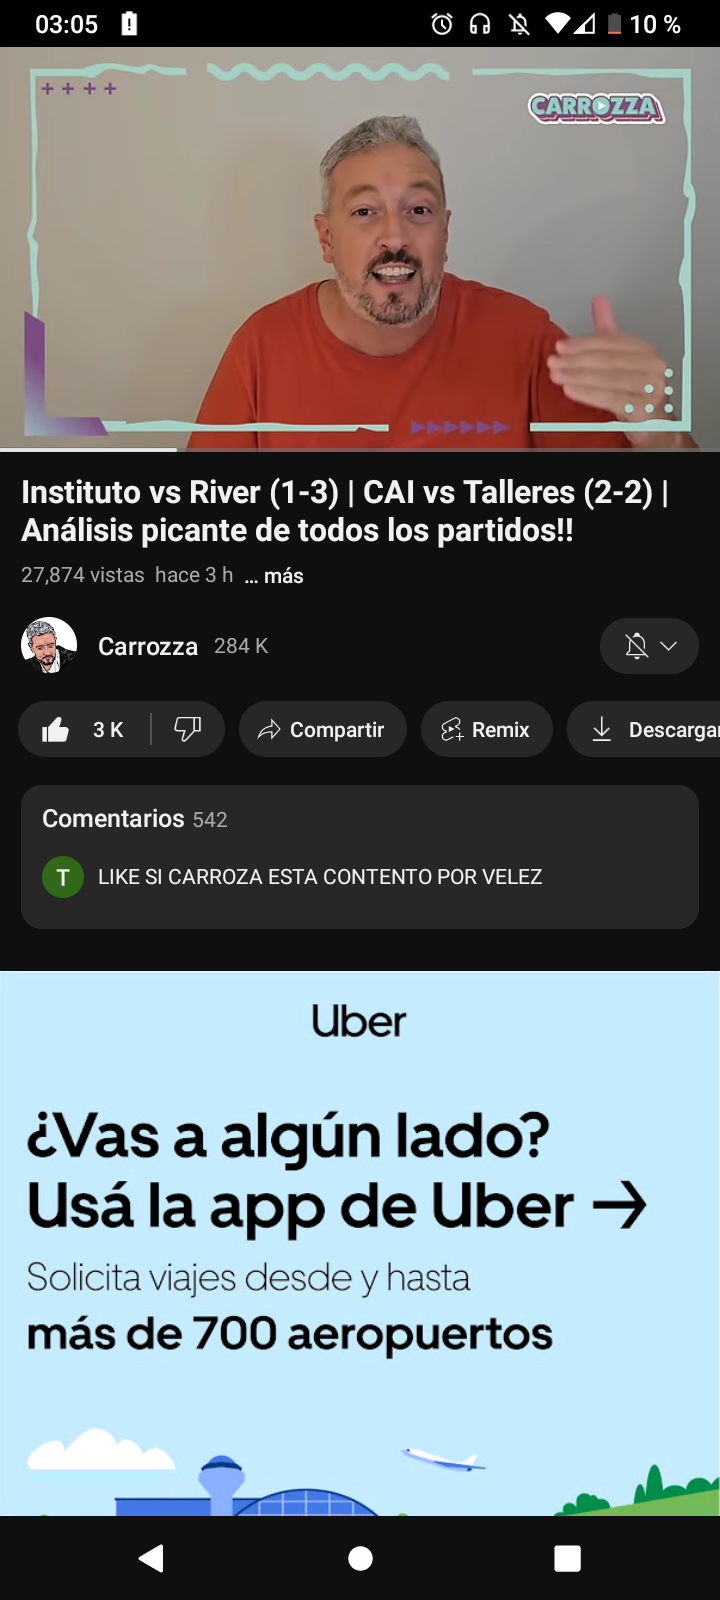 03:05
10 %
CARROZZA
Instituto vs River (1-3) | CAI vs Talleres (2-2) |
Análisis picante de todos los partidos!!
27,874 vistas hace 3 h ... más
Carrozza 284 K
3 K Compartir Remix Descargar
Comentarios 542
T LIKE SI CARROZA ESTA CONTENTO POR VELEZ
Uber
¿Vas a algún lado?
Usá la app de Uber →
Solicita viajes desde y hasta
más de 700 aeropuertos